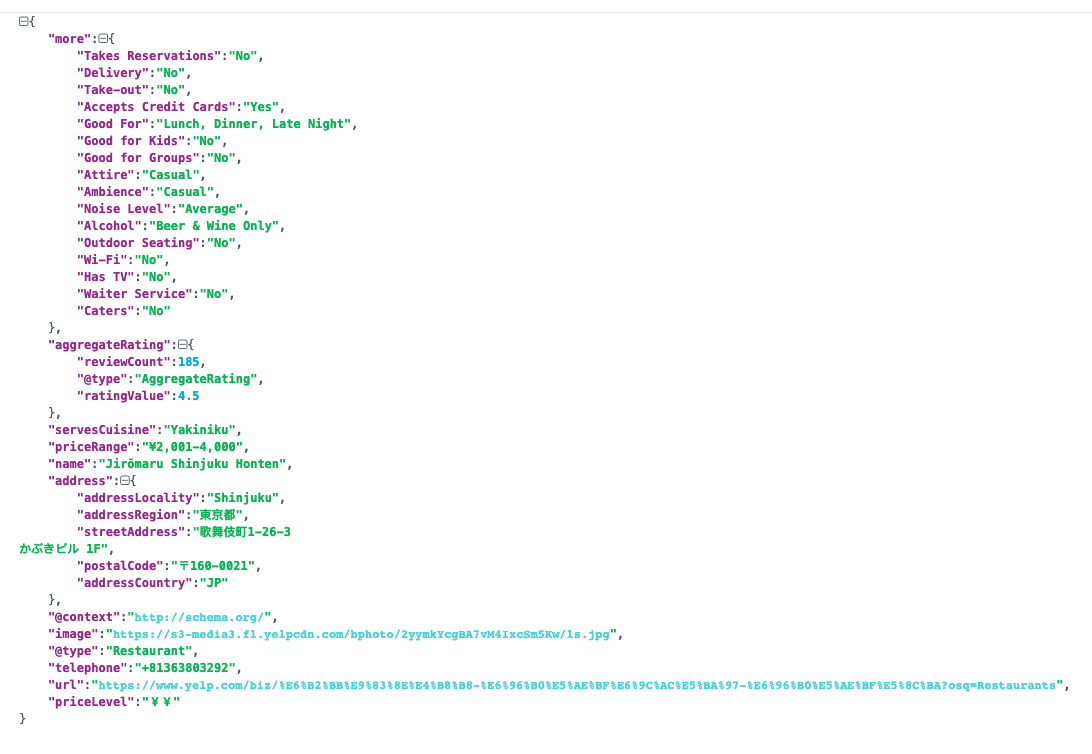 {
"more":{
"Takes Reservations":"No",
"Delivery":"No",
"Take-out":"No",
"Accepts Credit Cards":"Yes",
"Good For":"Lunch, Dinner, Late Night",
"Good for Kids":"No",
"Good for Groups":"No",
"Attire":"Casual",
"Ambience":"Casual",
"Noise Level":"Average",
"Alcohol":"Beer & Wine Only",
"Outdoor Seating":"No",
"Wi-Fi":"No",
"Has TV":"No",
"Waiter Service":"No",
"Caters":"No"
},
"aggregateRating":{
"reviewCount":185,
"@type":"AggregateRating",
"ratingValue":4.5
},
"servesCuisine":"Yakiniku",
"priceRange":"¥2,001-4,000",
"name":"Jirōmaru Shinjuku Honten",
"address":{
"addressLocality":"Shinjuku",
"addressRegion":"東京都",
"streetAddress":"歌舞伎町1-26-3
かぶきビル 1F",
"postalCode":"〒160-0021",
"addressCountry":"JP"
},
"@context":"http://schema.org/",
"image":"https://s3-media3.fl.yelpcdn.com/bphoto/2yymkYcgBA7vM4IxcSm5Kw/ls.jpg",
"@type":"Restaurant",
"telephone":"+81363803292",
"url":"https://www.yelp.com/biz/%E6%B2%BB%E9%83%8E%E4%B8%B8-%E6%96%B0%E5%AE%BF%E6%9C%AC%E5%BA%97-%E6%96%B0%E5%AE%BF%E5%8C%BA?osq=Restaurants",
"priceLevel":"￥￥"
}